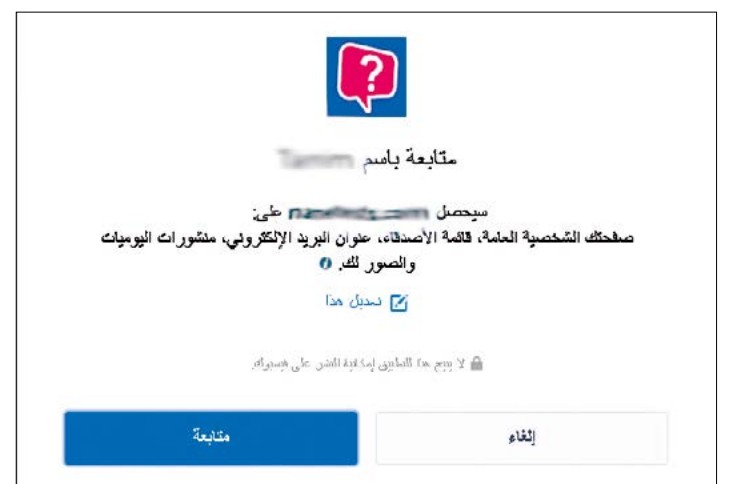 ?
متابعة باسم
سيحصل على:
صفحتك الشخصية العامة، قائمة الأصدقاء، عنوان البريد الإلكتروني، منشورات اليوميات
والصور لك.
تعديل هذا
لا يتيح هذا التطبيق إمكانية النشر على فيسبوك.
إلغاء
متابعة